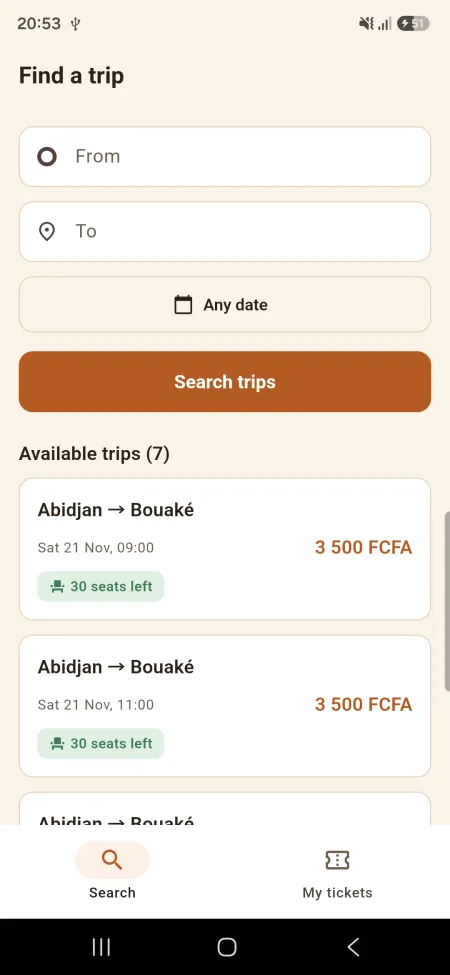 20:53
51
Find a trip
From
To
Any date
Search trips
Available trips (7)
Abidjan → Bouaké
Sat 21 Nov, 09:00
3 500 FCFA
30 seats left
Abidjan → Bouaké
Sat 21 Nov, 11:00
3 500 FCFA
30 seats left
Abidjan → Bouaké
Search
My tickets